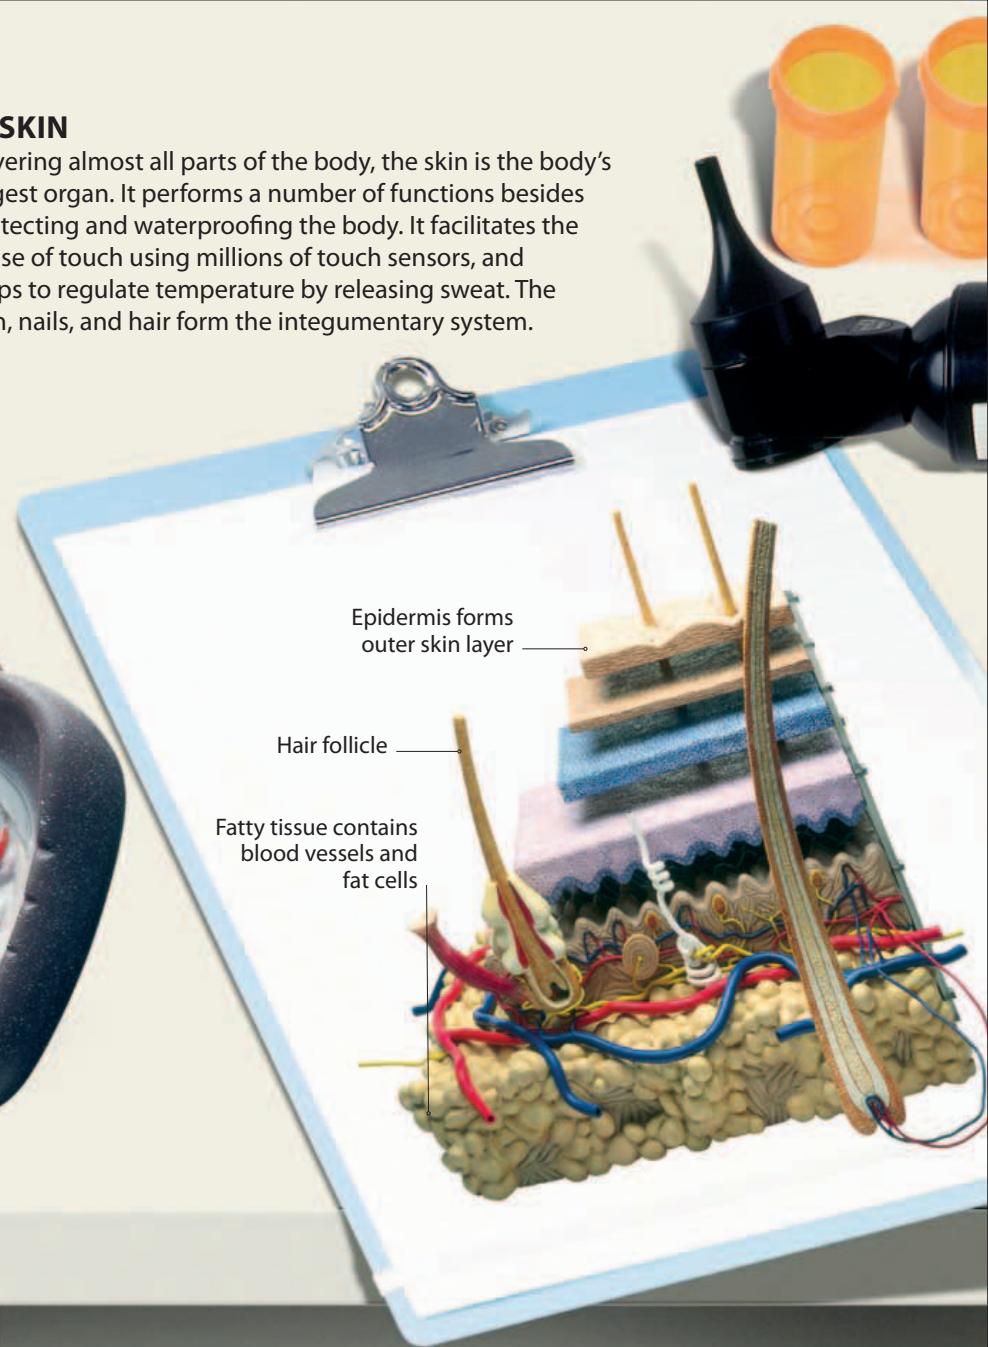 SKIN
vering almost all parts of the body, the skin is the body's
gest organ. It performs a number of functions besides
tecting and waterproofing the body. It facilitates the
se of touch using millions of touch sensors, and
ps to regulate temperature by releasing sweat. The
n, nails, and hair form the integumentary system.
Epidermis forms
outer skin layer
Hair follicle
Fatty tissue contains
blood vessels and
fat cells